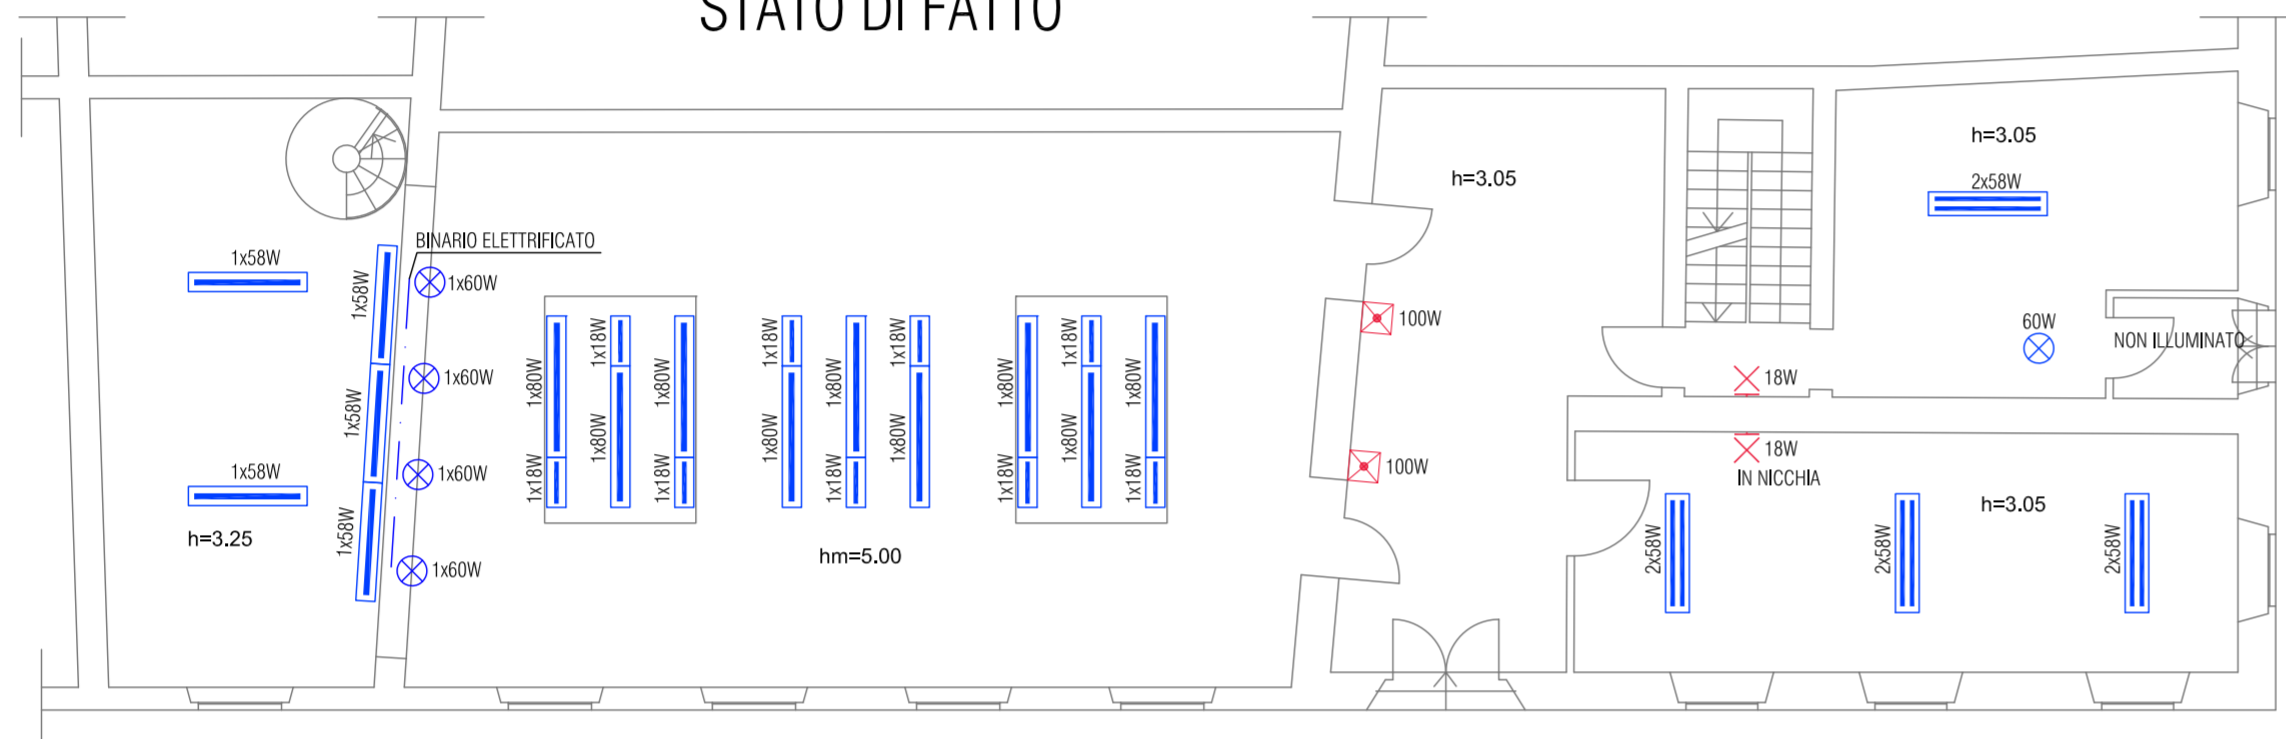 STATO DI FATTO
h=3.05
h=3.05
2x58W
BINARIO ELETTRIFICATO
1x58W
1x58W
1x60W
100W
60W
NON ILLUMINATO
1x80W
1x18W
1x80W
1x18W
1x80W
1x18W
1x80W
1x18W
1x80W
1x58W
1x60W
18W
1x80W
1x80W
1x80W
1x80W
18W
IN NICCHIA
1x58W
1x60W
1x18W
1x18W
1x18W
1x18W
1x18W
100W
h=3.05
1x58W
h=3.25
1x60W
hm=5.00
2x58W
2x58W
2x58W